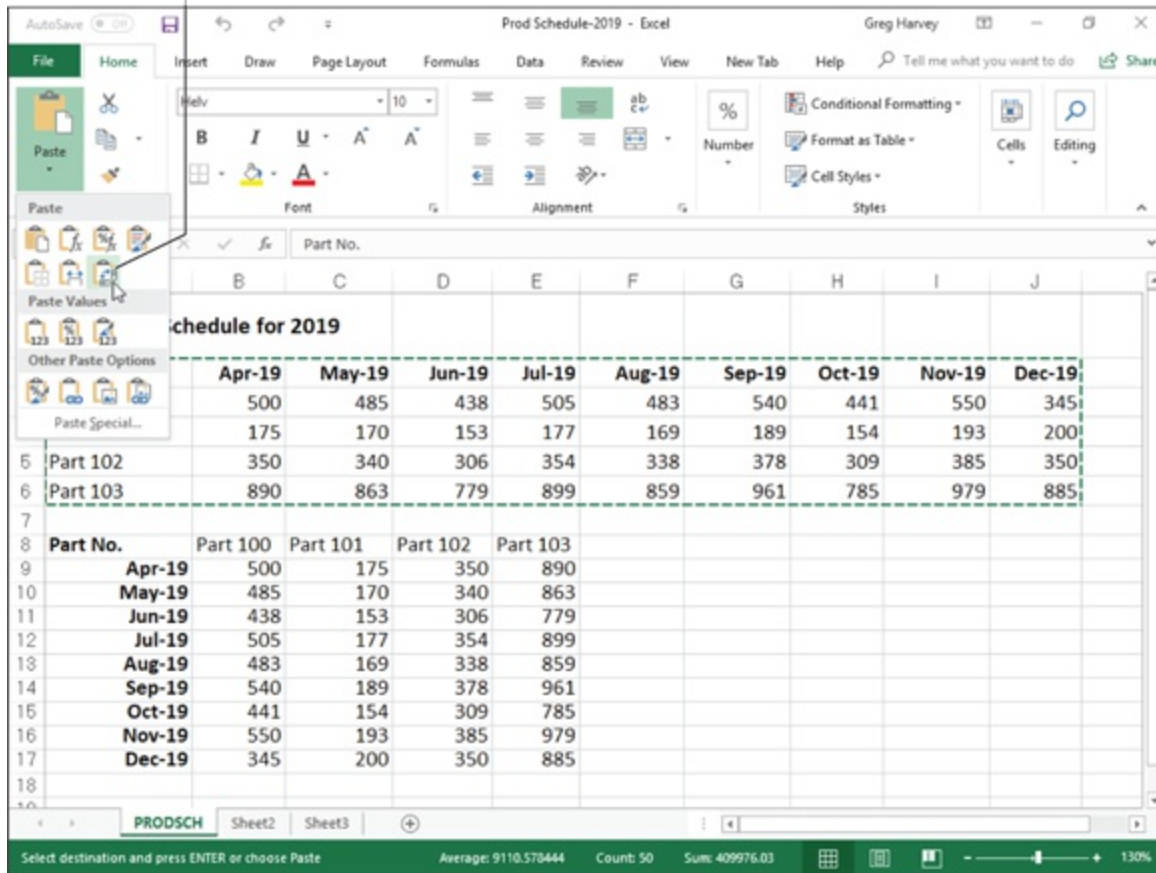 AutoSave Off Prod Schedule-2019 - Excel Greg Harvey
File Home Insert Draw Page Layout Formulas Data Review View New Tab Help Tell me what you want to do Share
Helv 10 ab
Paste B I U A A A % Number Conditional Formatting Format as Table Cell Styles Cells Editing
Font Alignment Styles
Paste
fx %fx
Paste Values
123 % 123 123
Other Paste Options
Paste Special...
fx Part No.
B C D E F G H I J
Schedule for 2019
Apr-19 May-19 Jun-19 Jul-19 Aug-19 Sep-19 Oct-19 Nov-19 Dec-19
500 485 438 505 483 540 441 550 345
175 170 153 177 169 189 154 193 200
5 Part 102 350 340 306 354 338 378 309 385 350
6 Part 103 890 863 779 899 859 961 785 979 885
7
8 Part No. Part 100 Part 101 Part 102 Part 103
9 Apr-19 500 175 350 890
10 May-19 485 170 340 863
11 Jun-19 438 153 306 779
12 Jul-19 505 177 354 899
13 Aug-19 483 169 338 859
14 Sep-19 540 189 378 961
15 Oct-19 441 154 309 785
16 Nov-19 550 193 385 979
17 Dec-19 345 200 350 885
18
PRODSCH Sheet2 Sheet3
Select destination and press ENTER or choose Paste Average: 9110.578444 Count: 50 Sum: 409976.03 130%